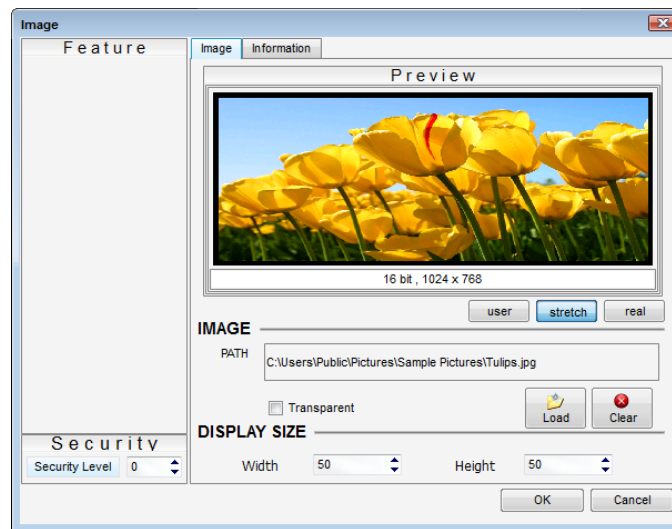 Image
Feature
Image Information
Preview
16 bit , 1024 x 768
user stretch real
IMAGE
PATH C:\Users\Public\Pictures\Sample Pictures\Tulips.jpg
Transparent
Load Clear
DISPLAY SIZE
Security
Security Level 0
Width 50 Height 50
OK Cancel